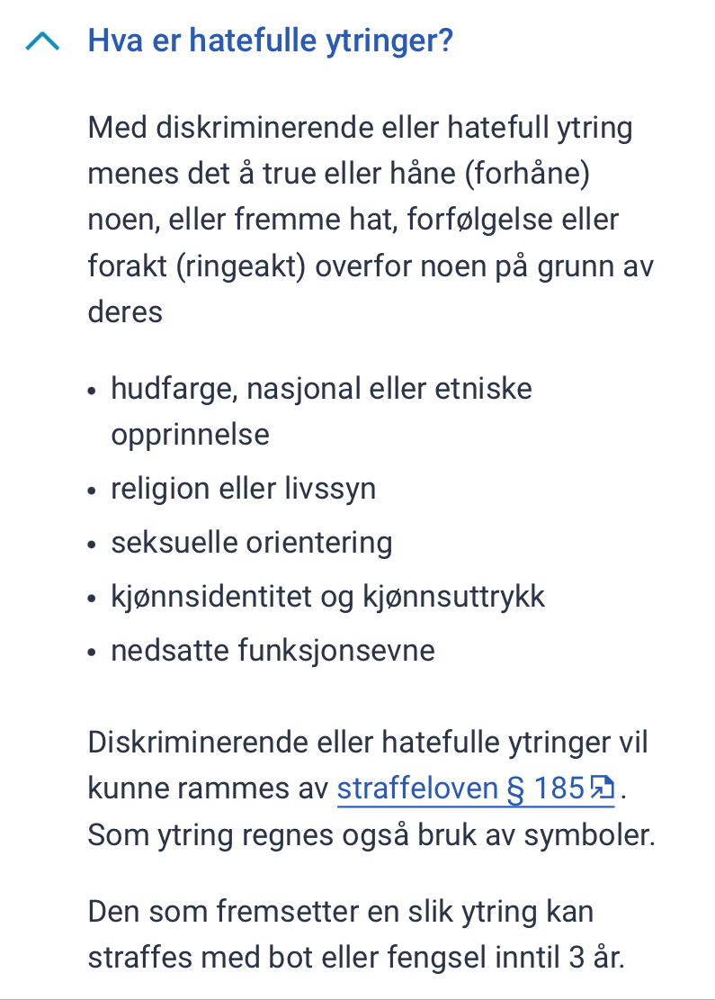 Hva er hatefulle ytringer?
Med diskriminerende eller hatefull ytring
menes det å true eller håne (forhåne)
noen, eller fremme hat, forfølgelse eller
forakt (ringeakt) overfor noen på grunn av
deres
• hudfarge, nasjonal eller etniske
opprinnelse
• religion eller livssyn
• seksuelle orientering
• kjønnsidentitet og kjønnsuttrykk
• nedsatte funksjonsevne
Diskriminerende eller hatefulle ytringer vil
kunne rammes av straffeloven § 185.
Som ytring regnes også bruk av symboler.
Den som fremsetter en slik ytring kan
straffes med bot eller fengsel inntil 3 år.